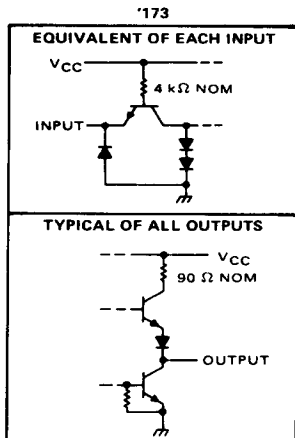 '173
EQUIVALENT OF EACH INPUT
VCC
4 kΩ NOM
INPUT
TYPICAL OF ALL OUTPUTS
VCC
90 Ω NOM
OUTPUT